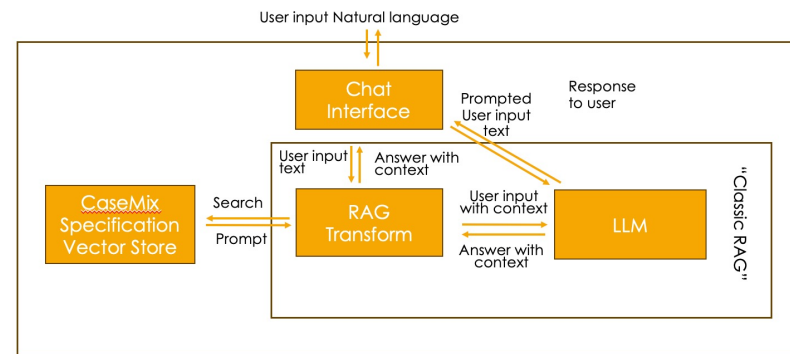 User input Natural language
Chat
Interface
Prompted
User input
text
Response
to user
User input
text
Answer with
context
"Classic RAG"
CaseMix
Specification
Vector Store
Search
Prompt
RAG
Transform
User input
with context
Answer with
context
LLM